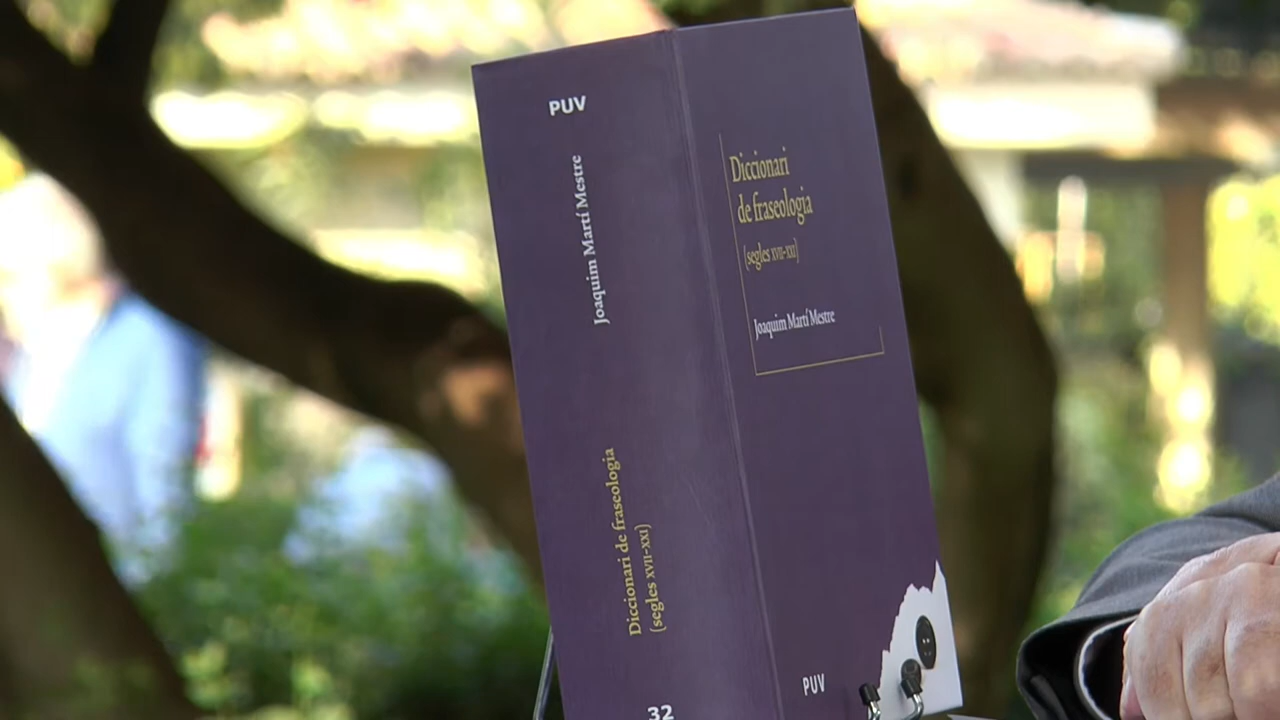 PUV
Joaquim Martí Mestre
Diccionari de fraseologia
(segles XVII-XXI)
32
Diccionari
de fraseologia
(segles XVII-XXI)
Joaquim Martí Mestre
PUV